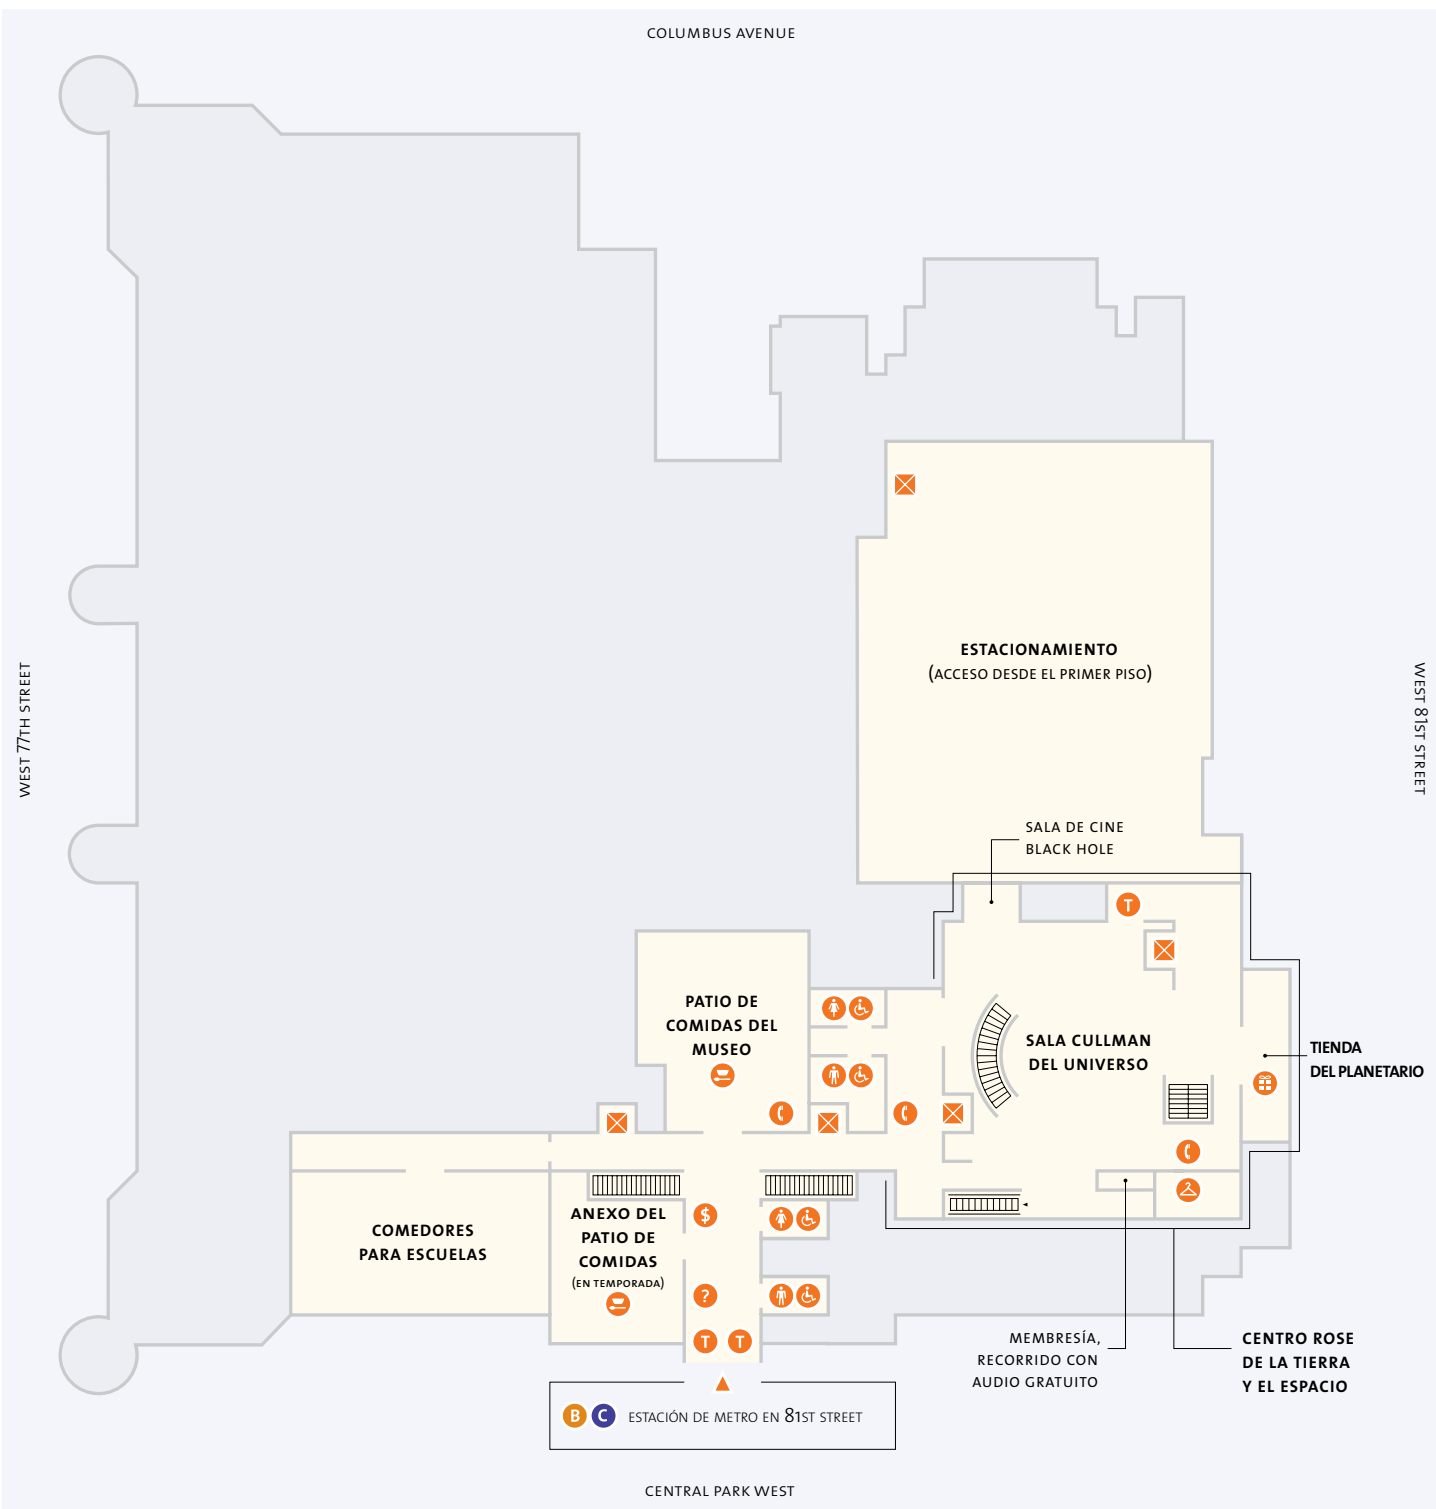 COLUMBUS AVENUE
WEST 77TH STREET
WEST 81ST STREET
ESTACIONAMIENTO
(ACCESO DESDE EL PRIMER PISO)
SALA DE CINE
BLACK HOLE
T
PATIO DE
COMIDAS DEL
MUSEO
SALA CULLMAN
DEL UNIVERSO
TIENDA
DEL PLANETARIO
COMEDORES
PARA ESCUELAS
ANEXO DEL
PATIO DE
COMIDAS
(EN TEMPORADA)
$
?
T T
MEMBRESÍA,
RECORRIDO CON
AUDIO GRATUITO
CENTRO ROSE
DE LA TIERRA
Y EL ESPACIO
B C ESTACIÓN DE METRO EN 81ST STREET
CENTRAL PARK WEST